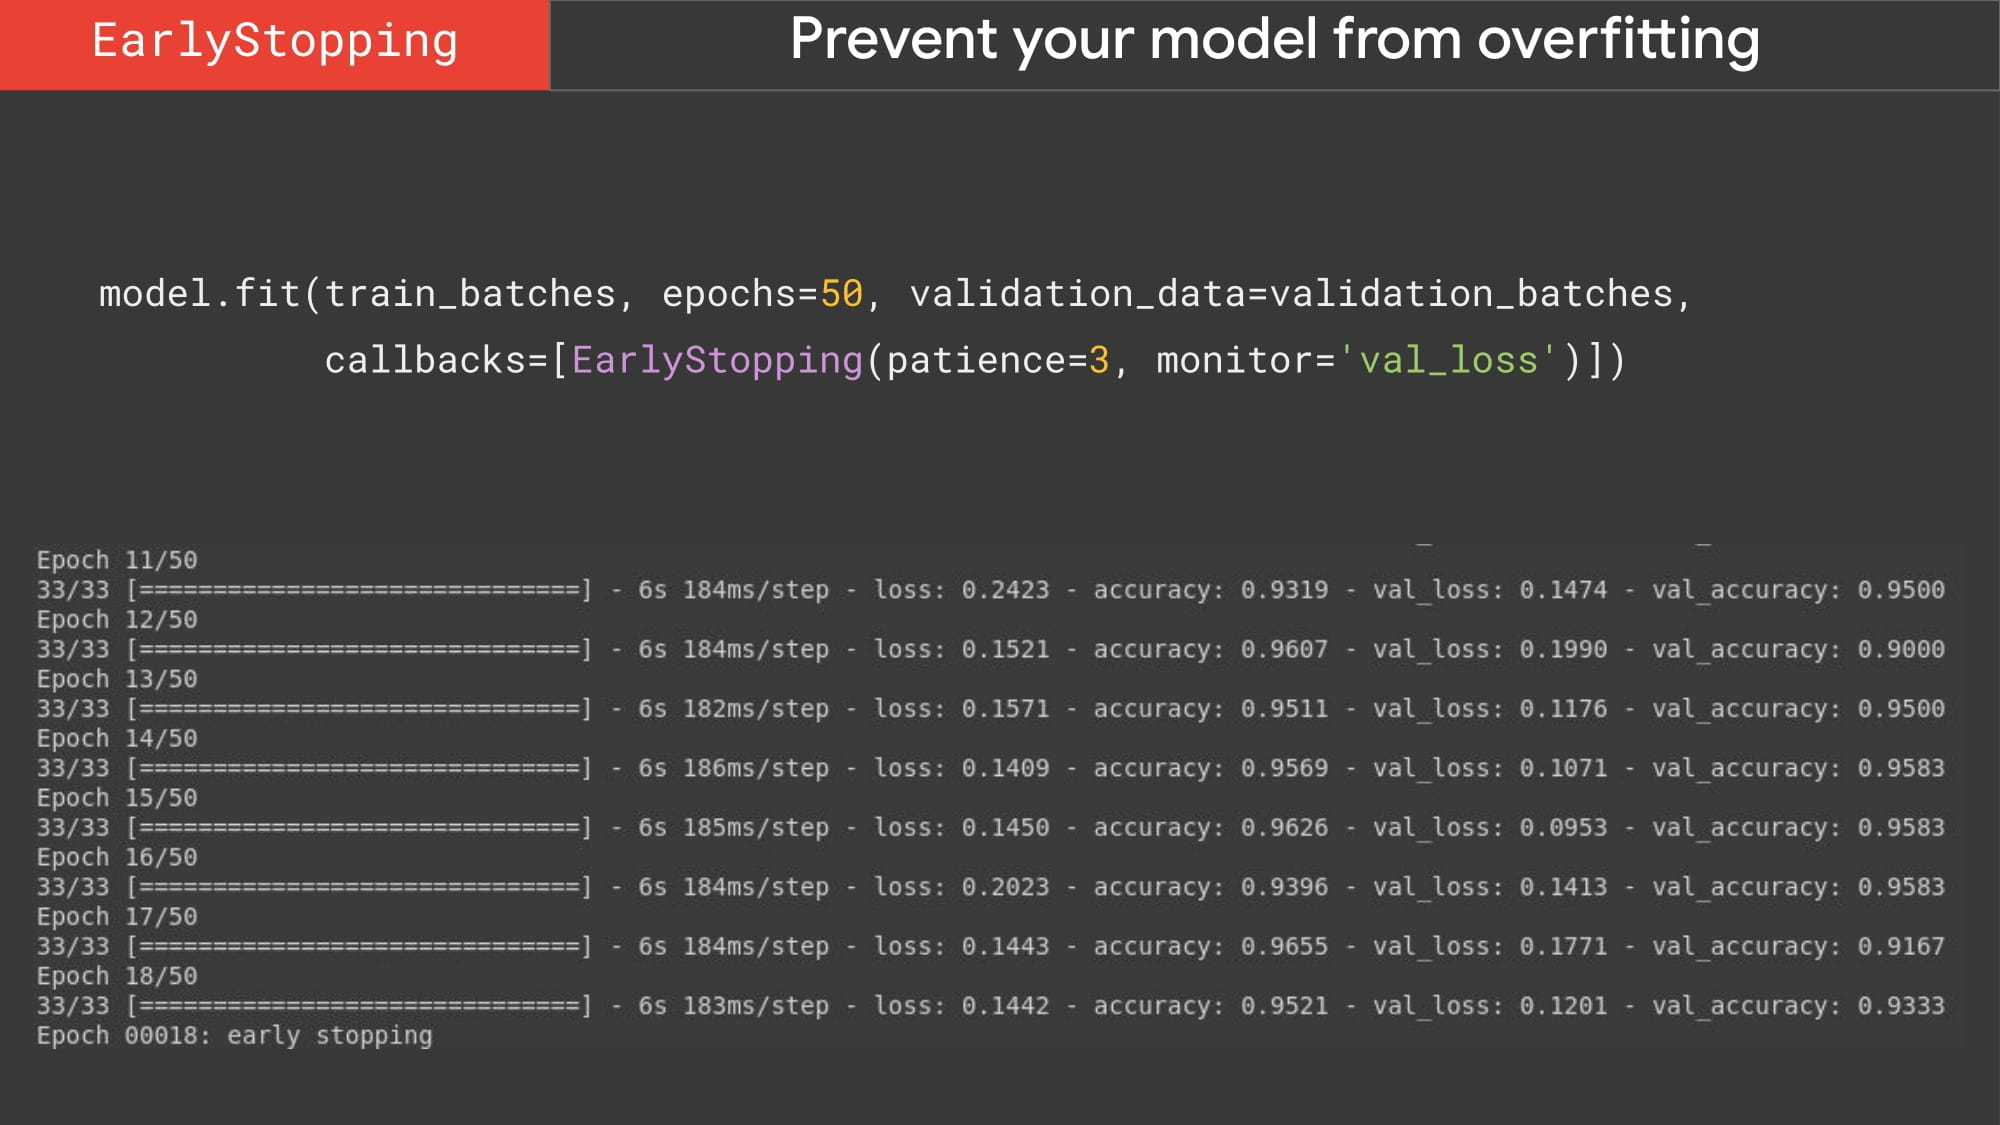 EarlyStopping
Prevent your model from overfitting
model.fit(train_batches, epochs=50, validation_data=validation_batches,
callbacks=[EarlyStopping(patience=3, monitor='val_loss')])
Epoch 11/50
33/33 [==============================] - 6s 184ms/step - loss: 0.2423 - accuracy: 0.9319 - val_loss: 0.1474 - val_accuracy: 0.9500
Epoch 12/50
33/33 [==============================] - 6s 184ms/step - loss: 0.1521 - accuracy: 0.9607 - val_loss: 0.1990 - val_accuracy: 0.9000
Epoch 13/50
33/33 [==============================] - 6s 182ms/step - loss: 0.1571 - accuracy: 0.9511 - val_loss: 0.1176 - val_accuracy: 0.9500
Epoch 14/50
33/33 [==============================] - 6s 186ms/step - loss: 0.1409 - accuracy: 0.9569 - val_loss: 0.1071 - val_accuracy: 0.9583
Epoch 15/50
33/33 [==============================] - 6s 185ms/step - loss: 0.1450 - accuracy: 0.9626 - val_loss: 0.0953 - val_accuracy: 0.9583
Epoch 16/50
33/33 [==============================] - 6s 184ms/step - loss: 0.2023 - accuracy: 0.9396 - val_loss: 0.1413 - val_accuracy: 0.9583
Epoch 17/50
33/33 [==============================] - 6s 184ms/step - loss: 0.1443 - accuracy: 0.9655 - val_loss: 0.1771 - val_accuracy: 0.9167
Epoch 18/50
33/33 [==============================] - 6s 183ms/step - loss: 0.1442 - accuracy: 0.9521 - val_loss: 0.1201 - val_accuracy: 0.9333
Epoch 00018: early stopping